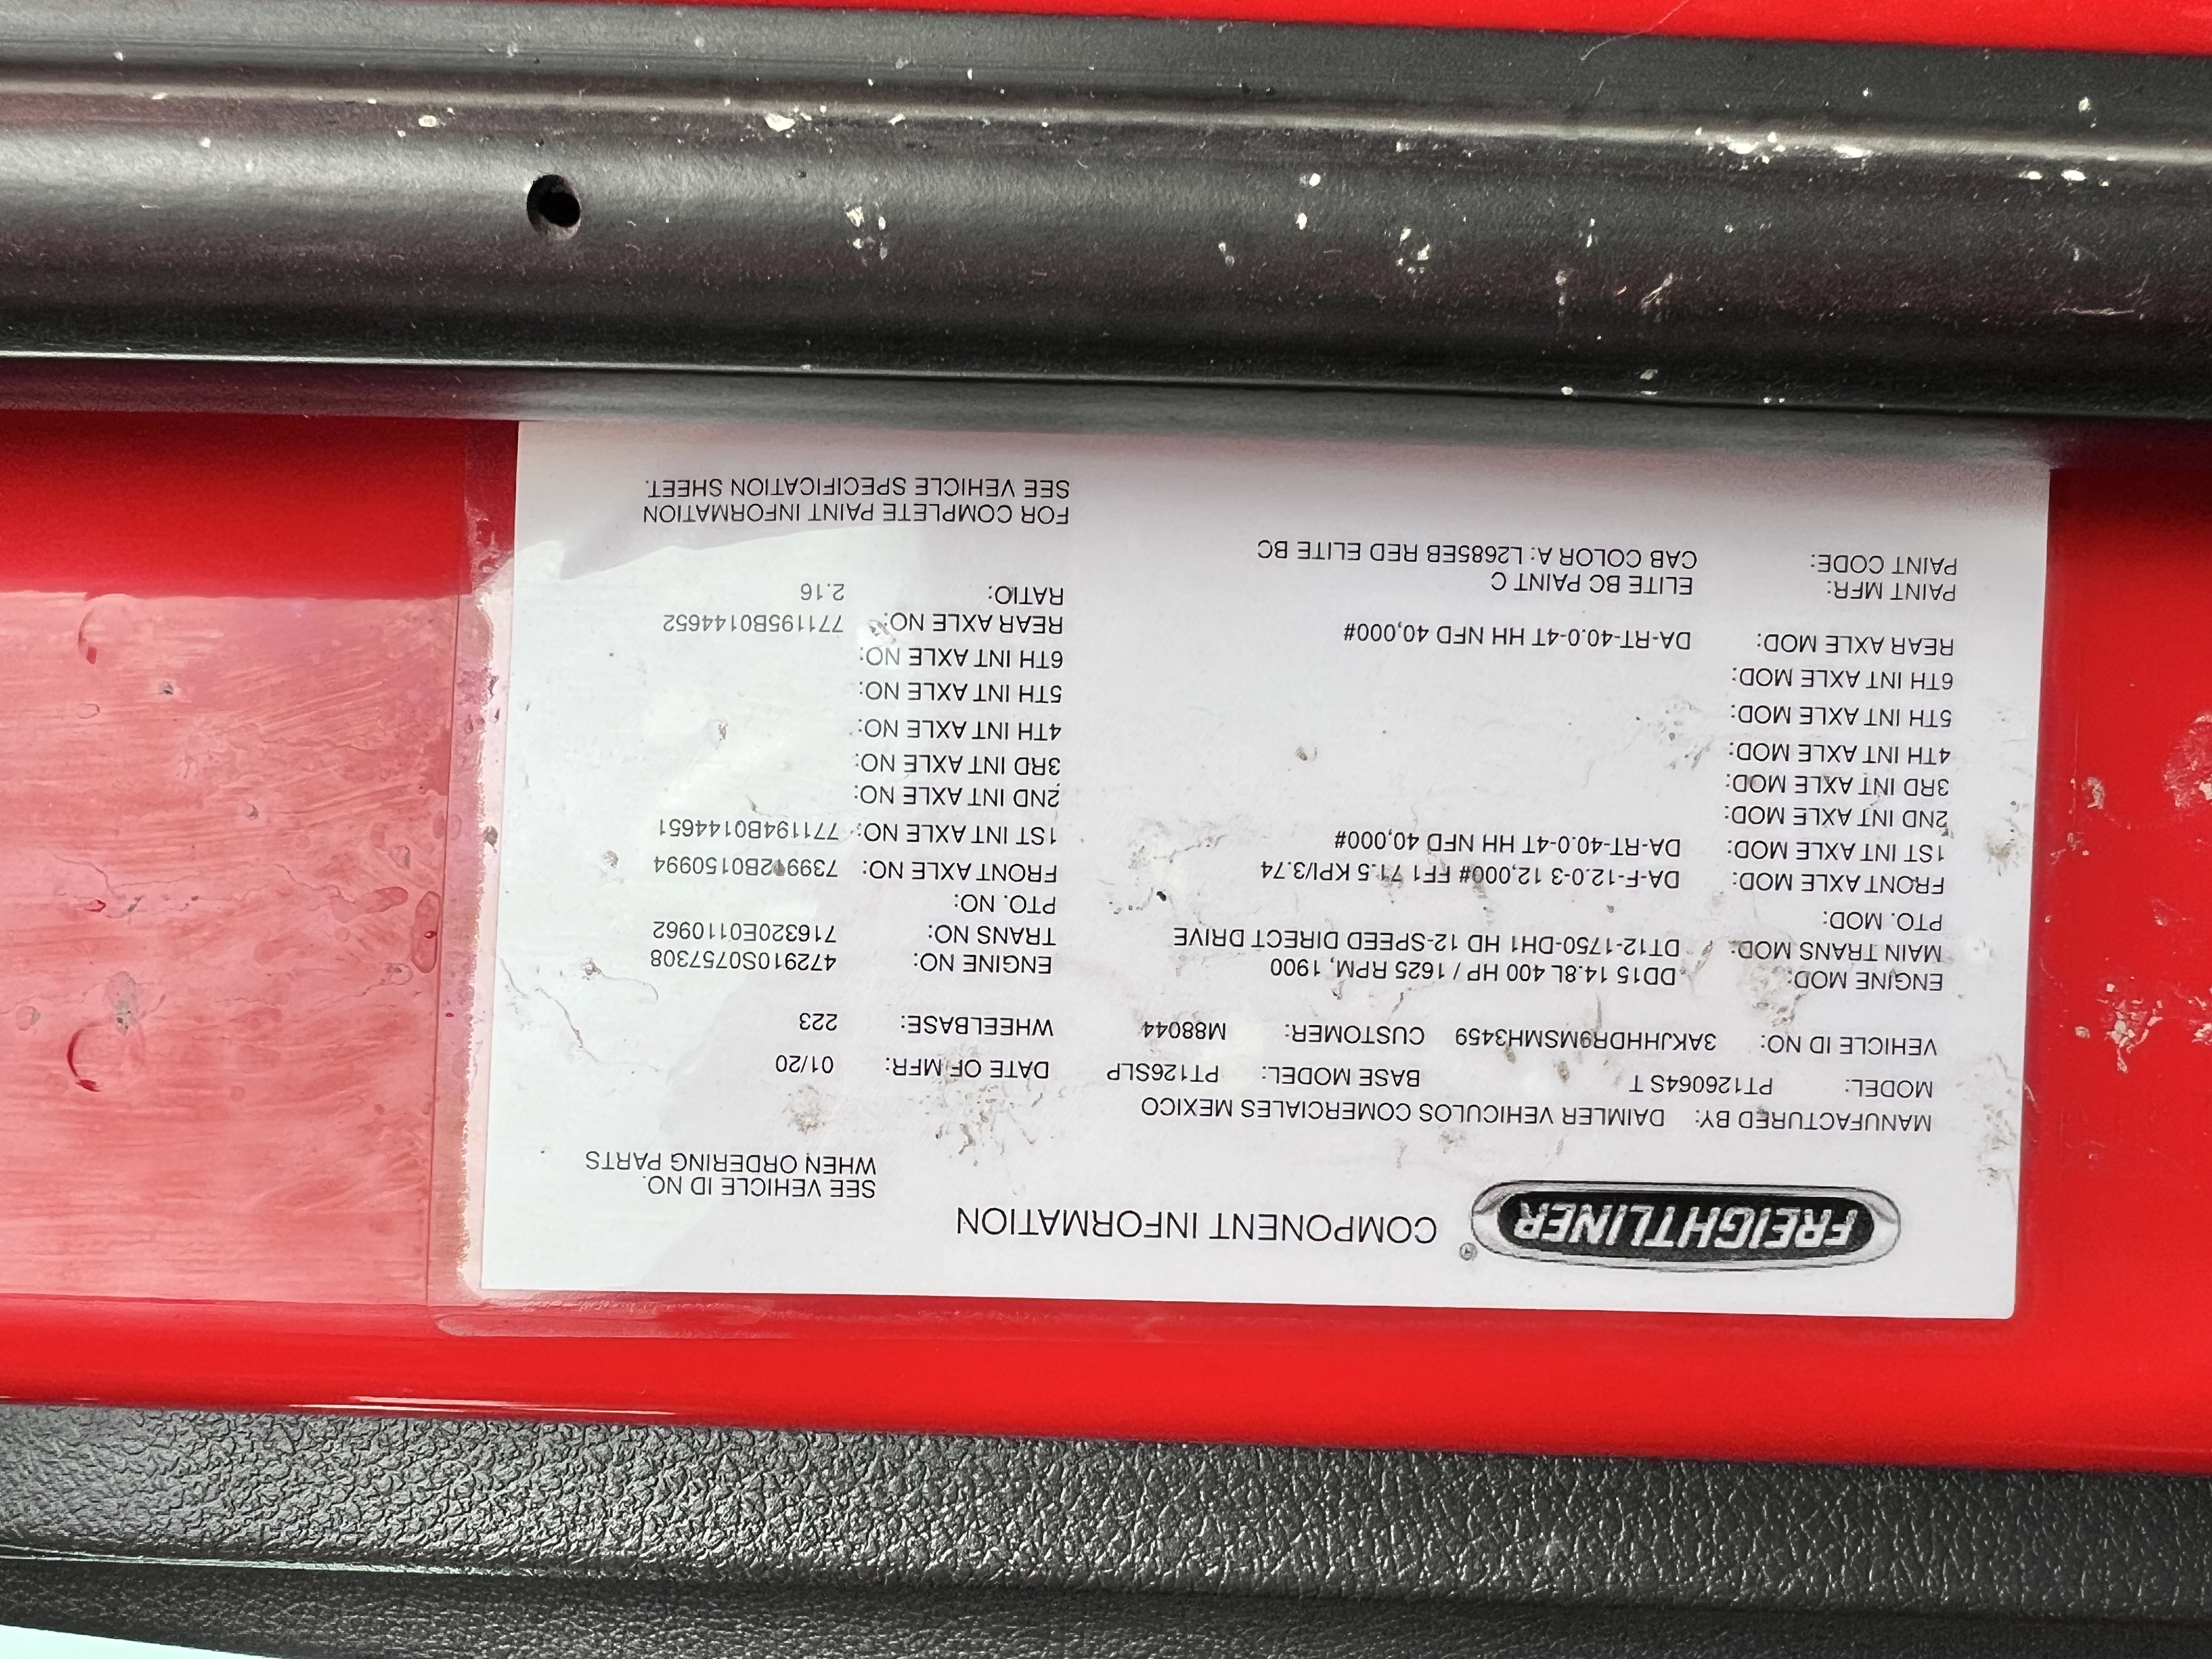 FREIGHTLINER ® COMPONENT INFORMATION
SEE VEHICLE ID NO.
WHEN ORDERING PARTS
MANUFACTURED BY: DAIMLER VEHICULOS COMERCIALES MEXICO
MODEL: PT126064S T BASE MODEL: PT126SLP DATE OF MFR: 01/20
VEHICLE ID NO: 3AKJHHDR9MSMH3459 CUSTOMER: M88044 WHEELBASE: 223
ENGINE MOD: DD15 14.8L 400 HP / 1625 RPM, 1900 ENGINE NO: 472910S0757308
MAIN TRANS MOD: DT12-1750-DH1 HD 12-SPEED DIRECT DRIVE TRANS NO: 716320E0110962
PTO. MOD: PTO. NO:
FRONT AXLE MOD: DA-F-12.0-3 12,000# FF1 71.5 KPI/3.74 FRONT AXLE NO: 739912B0150994
1ST INT AXLE MOD: DA-RT-40.0-4T HH NFD 40,000# 1ST INT AXLE NO: 771194B0144651
2ND INT AXLE MOD: 2ND INT AXLE NO:
3RD INT AXLE MOD: 3RD INT AXLE NO:
4TH INT AXLE MOD: 4TH INT AXLE NO:
5TH INT AXLE MOD: 5TH INT AXLE NO:
6TH INT AXLE MOD: 6TH INT AXLE NO:
REAR AXLE MOD: DA-RT-40.0-4T HH NFD 40,000# REAR AXLE NO: 771195B0144652
RATIO: 2.16
PAINT MFR: ELITE BC PAINT C
PAINT CODE: CAB COLOR A: L2685EB RED ELITE BC
FOR COMPLETE PAINT INFORMATION
SEE VEHICLE SPECIFICATION SHEET.